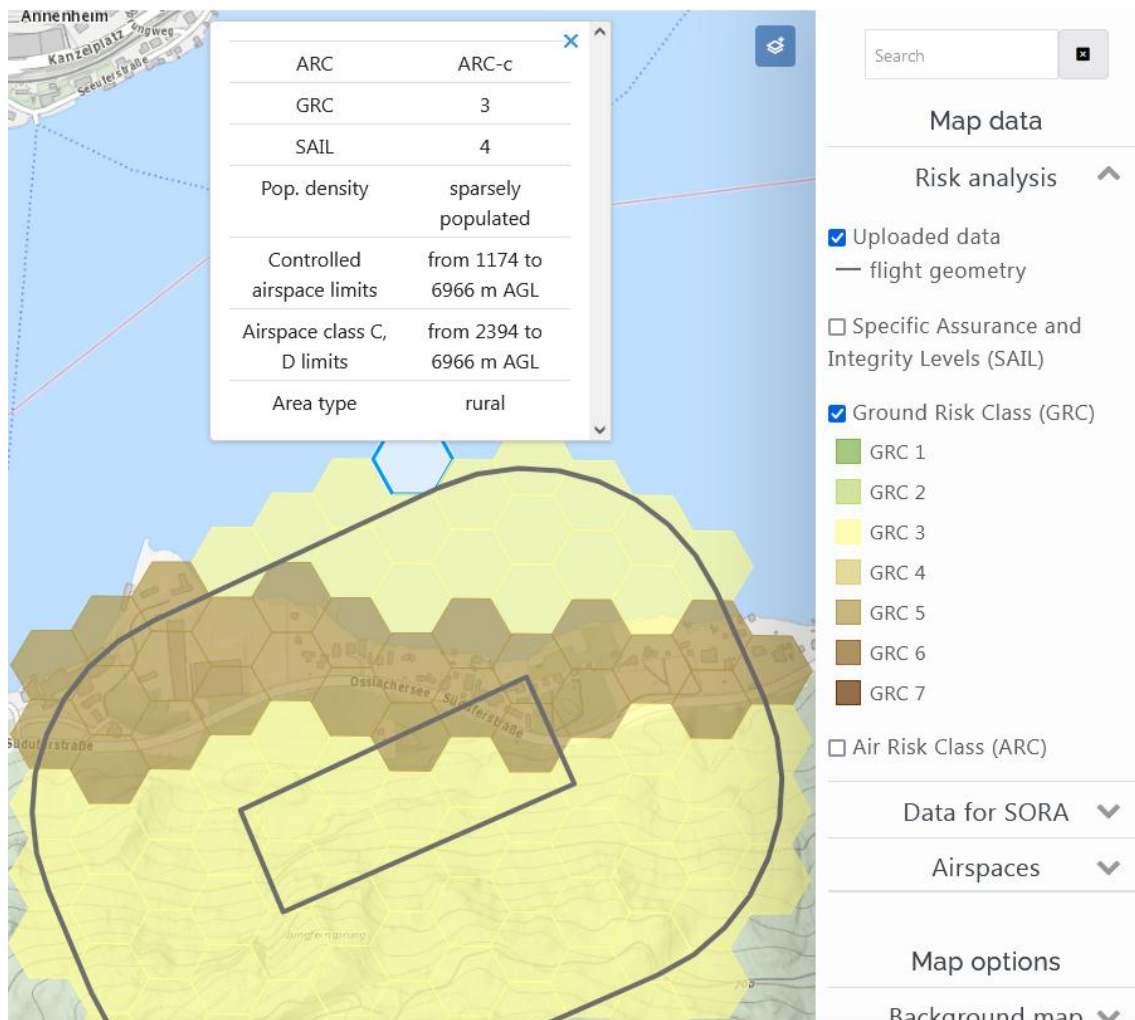 Annenheim
Kanzelplatz
Seeuferstraße
ARC ARC-c
GRC 3
SAIL 4
Pop. density sparsely
populated
Controlled from 1174 to
airspace limits 6966 m AGL
Airspace class C, from 2394 to
D limits 6966 m AGL
Area type rural
Ossiachersee Süduferstraße
Süduferstraße
Jungfernsprung
Search
Map data
Risk analysis
Uploaded data
flight geometry
Specific Assurance and
Integrity Levels (SAIL)
Ground Risk Class (GRC)
GRC 1
GRC 2
GRC 3
GRC 4
GRC 5
GRC 6
GRC 7
Air Risk Class (ARC)
Data for SORA
Airspaces
Map options
Background map